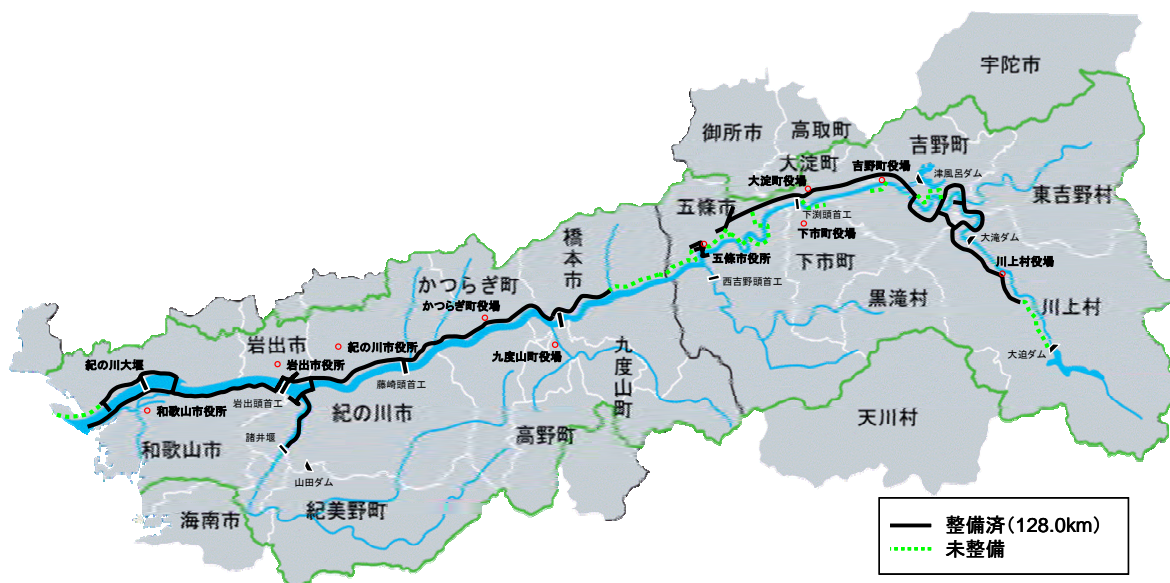 宇陀市
御所市
高取町
吉野町
大淀町
吉野町役場
津風呂ダム
大淀町役場
東吉野村
五條市
下渕頭首工
下市町役場
橋本市
五條市役所
大滝ダム
下市町
川上村役場
かつらぎ町
西吉野頭首工
黒滝村
川上村
かつらぎ町役場
岩出市
紀の川市役所
九度山町役場
九度山町
大迫ダム
紀の川大堰
岩出市役所
藤崎頭首工
岩出頭首工
和歌山市役所
紀の川市
天川村
諸井堰
高野町
和歌山市
山田ダム
海南市
紀美野町
整備済(128.0km)
未整備